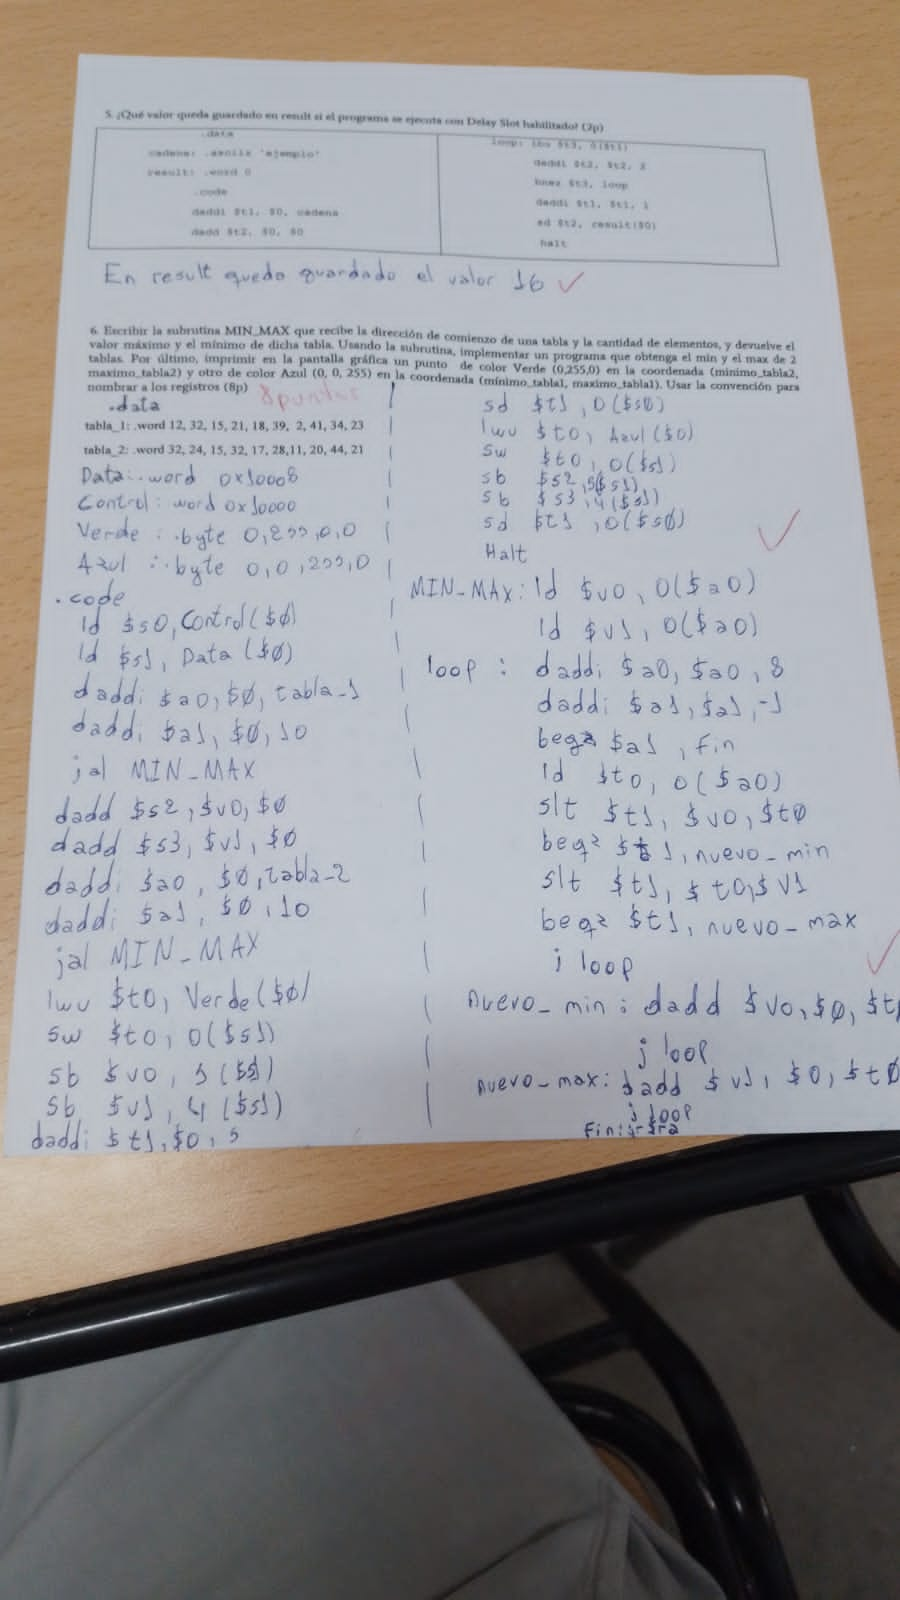 5. ¿Qué valor queda guardado en result si el programa se ejecuta con Delay Slot habilitado? (2p)
.data
cadena: .asciiz "ejemplo"
result: .word 0
.code
daddi $t1, $0, cadena
dadd $t2, $0, $0
loop: lbu $t3, 0($t1)
daddi $t2, $t2, 2
bnez $t3, loop
daddi $t1, $t1, 1
sd $t2, result($0)
halt
En result queda guardado el valor 16 ✓
6. Escribir la subrutina MIN_MAX que recibe la dirección de comienzo de una tabla y la cantidad de elementos, y devuelve el
valor máximo y el mínimo de dicha tabla. Usando la subrutina, implementar un programa que obtenga el min y el max de 2
tablas. Por último, imprimir en la pantalla gráfica un punto de color Verde (0,255,0) en la coordenada (minimo_tabla2,
maximo_tabla2) y otro de color Azul (0, 0, 255) en la coordenada (mínimo_tabla1, maximo_tabla1). Usar la convención para
nombrar a los registros (8p)
8puntos
.data
tabla_1: .word 12, 32, 15, 21, 18, 39, 2, 41, 34, 23
tabla_2: .word 32, 24, 15, 32, 17, 28,11, 20, 44, 21
Data: .word 0x10008
Control: word 0x10000
Verde : .byte 0,255,0,0
Azul : .byte 0,0,255,0
.code
ld $s0, Control($0)
ld $s1, Data ($0)
daddi $a0, $0, tabla_1
daddi $a1, $0, 10
jal MIN_MAX
dadd $s2, $v0, $0
dadd $s3, $v1, $0
daddi $a0, $0, tabla_2
daddi $a1, $0, 10
jal MIN_MAX
lwu $t0, Verde($0)
sw $t0, 0($s1)
sb $v0, 5($s1)
sb $v1, 4($s1)
daddi $t1, $0, 5
sd $t1, 0($s0)
lwu $t0, Azul($0)
sw $t0, 0($s1)
sb $s2, 5($s1)
sb $s3, 4($s1)
sd $t1, 0($s0)
Halt
MIN_MAX: ld $v0, 0($a0)
ld $v1, 0($a0)
loop : daddi $a0, $a0, 8
daddi $a1, $a1, -1
beqz $a1, fin
ld $t0, 0($a0)
slt $t1, $v0, $t0
beqz $t1, nuevo_min
slt $t1, $t0, $v1
beqz $t1, nuevo_max
j loop
nuevo_min : dadd $v0, $0,
j loop
nuevo_max: dadd $v1, $0, $t0
j loop
Fin: jr $ra